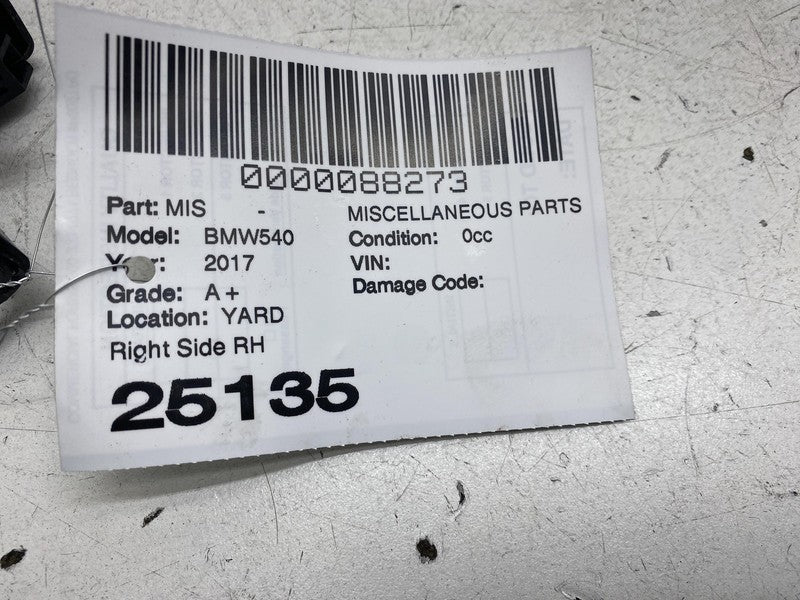 0000088273
Part: MIS - MISCELLANEOUS PARTS
Model: BMW540 Condition: 0cc
Year: 2017 VIN:
Grade: A+ Damage Code:
Location: YARD
Right Side RH
25135